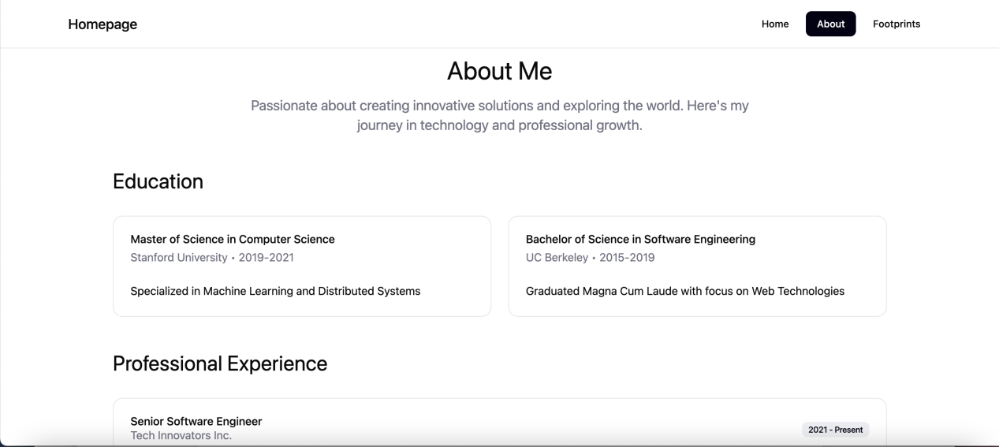 Homepage
Home
About
Footprints
About Me
Passionate about creating innovative solutions and exploring the world. Here's my
journey in technology and professional growth.
Education
Master of Science in Computer Science
Stanford University • 2019-2021
Specialized in Machine Learning and Distributed Systems
Bachelor of Science in Software Engineering
UC Berkeley • 2015-2019
Graduated Magna Cum Laude with focus on Web Technologies
Professional Experience
Senior Software Engineer
Tech Innovators Inc.
2021 - Present